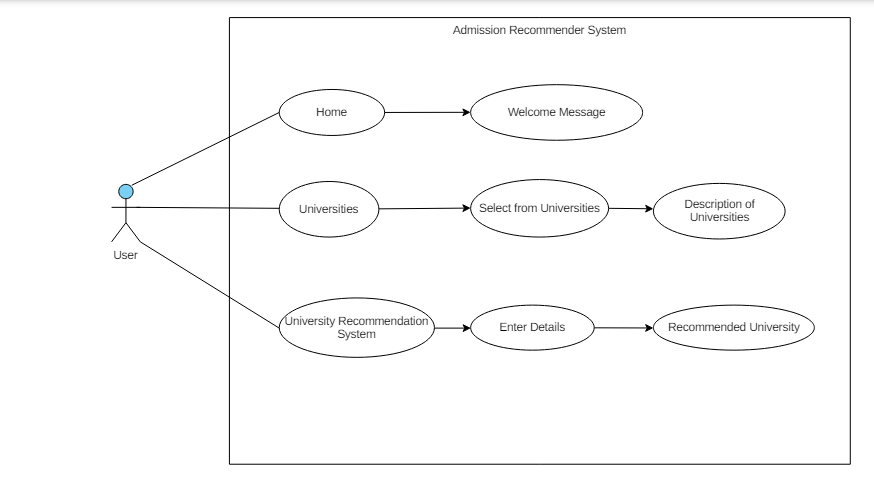 Admission Recommender System
Home
Welcome Message
Universities
Select from Universities
Description of
Universities
User
University Recommendation
System
Enter Details
Recommended University